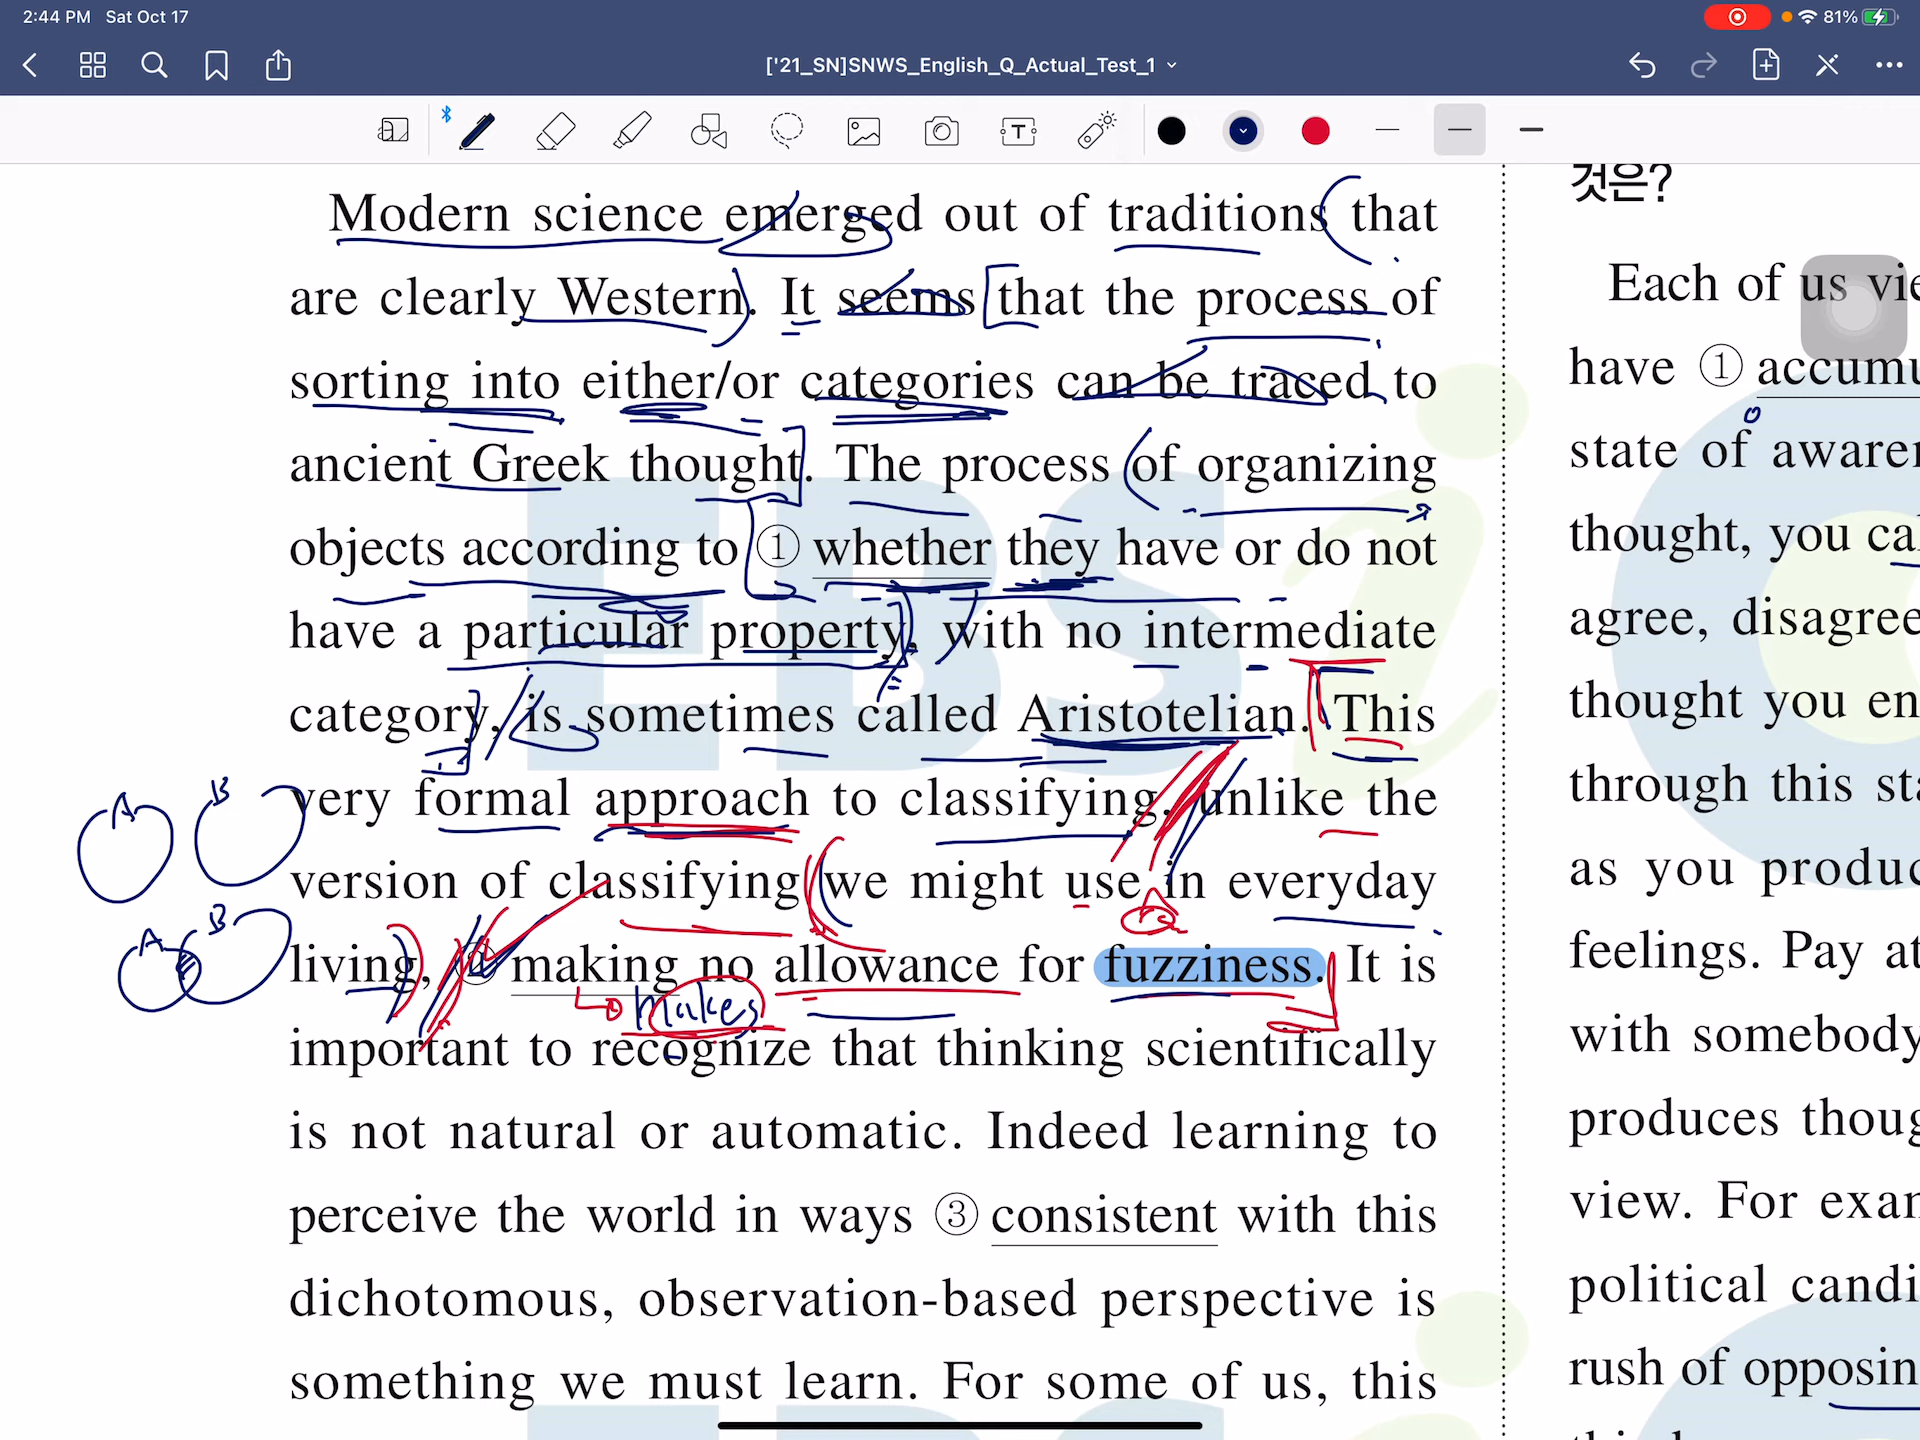 2:44 PM Sat Oct 17
81%
['21_SN]SNWS_English_Q_Actual_Test_1
T
Modern science emerged out of traditions that
are clearly Western. It seems that the process of
sorting into either/or categories can be traced to
ancient Greek thought. The process of organizing
objects according to ① whether they have or do not
have a particular property, with no intermediate
category, is sometimes called Aristotelian. This
very formal approach to classifying, unlike the
version of classifying we might use in everyday
living, ② making no allowance for fuzziness. It is
makes
important to recognize that thinking scientifically
is not natural or automatic. Indeed learning to
perceive the world in ways ③ consistent with this
dichotomous, observation-based perspective is
something we must learn. For some of us, this
A B
A B
EBSi
것은?
Each of us vie
have ① accumu
state of awaren
thought, you cal
agree, disagree
thought you en
through this sta
as you produc
feelings. Pay at
with somebody
produces thoug
view. For exam
political candi
rush of opposin